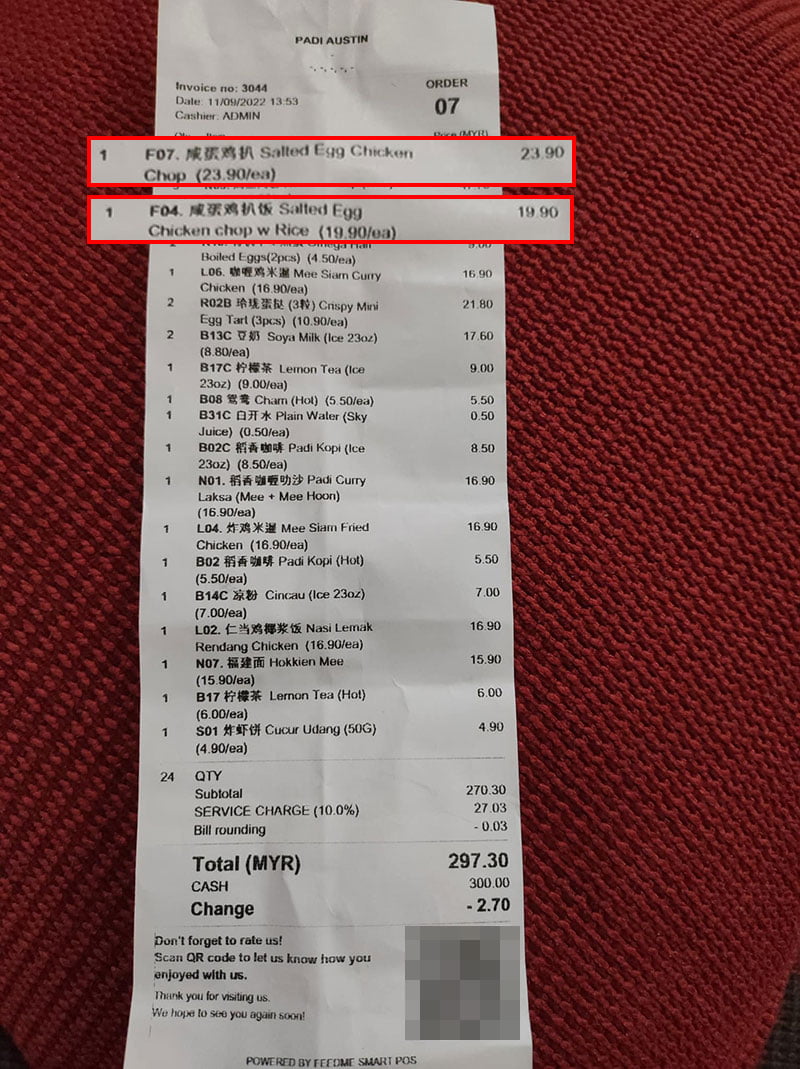 PADI AUSTIN
Invoice no: 3044
Date: 11/09/2022 13:53
Cashier: ADMIN
ORDER
07
Price (MYR)
1 F07. 咸蛋鸡扒 Salted Egg Chicken 23.90
Chop (23.90/ea)
1 F04. 咸蛋鸡扒饭 Salted Egg 19.90
Chicken chop w Rice (19.90/ea)
Boiled Eggs(2pcs) (4.50/ea)
1 L06. 咖喱鸡米暹 Mee Siam Curry 16.90
Chicken (16.90/ea)
2 R02B 玲珑蛋挞 (3粒) Crispy Mini 21.80
Egg Tart (3pcs) (10.90/ea)
2 B13C 豆奶 Soya Milk (Ice 23oz) 17.60
(8.80/ea)
1 B17C 柠檬茶 Lemon Tea (Ice 9.00
23oz) (9.00/ea)
1 B08 鸳鸯 Cham (Hot) (5.50/ea) 5.50
1 B31C 白开水 Plain Water (Sky 0.50
Juice) (0.50/ea)
1 B02C 稻香咖啡 Padi Kopi (Ice 8.50
23oz) (8.50/ea)
1 N01. 稻香咖喱叻沙 Padi Curry 16.90
Laksa (Mee + Mee Hoon)
(16.90/ea)
1 L04. 炸鸡米暹 Mee Siam Fried 16.90
Chicken (16.90/ea)
1 B02 稻香咖啡 Padi Kopi (Hot) 5.50
(5.50/ea)
1 B14C 凉粉 Cincau (Ice 23oz) 7.00
(7.00/ea)
1 L02. 仁当鸡椰浆饭 Nasi Lemak 16.90
Rendang Chicken (16.90/ea)
1 N07. 福建面 Hokkien Mee 15.90
(15.90/ea)
1 B17 柠檬茶 Lemon Tea (Hot) 6.00
(6.00/ea)
1 S01 炸虾饼 Cucur Udang (50G) 4.90
(4.90/ea)
24 QTY
Subtotal 270.30
SERVICE CHARGE (10.0%) 27.03
Bill rounding - 0.03
Total (MYR) 297.30
CASH 300.00
Change - 2.70
Don't forget to rate us!
Scan QR code to let us know how you
enjoyed with us.
Thank you for visiting us.
We hope to see you again soon!
POWERED BY FEEDME SMART POS